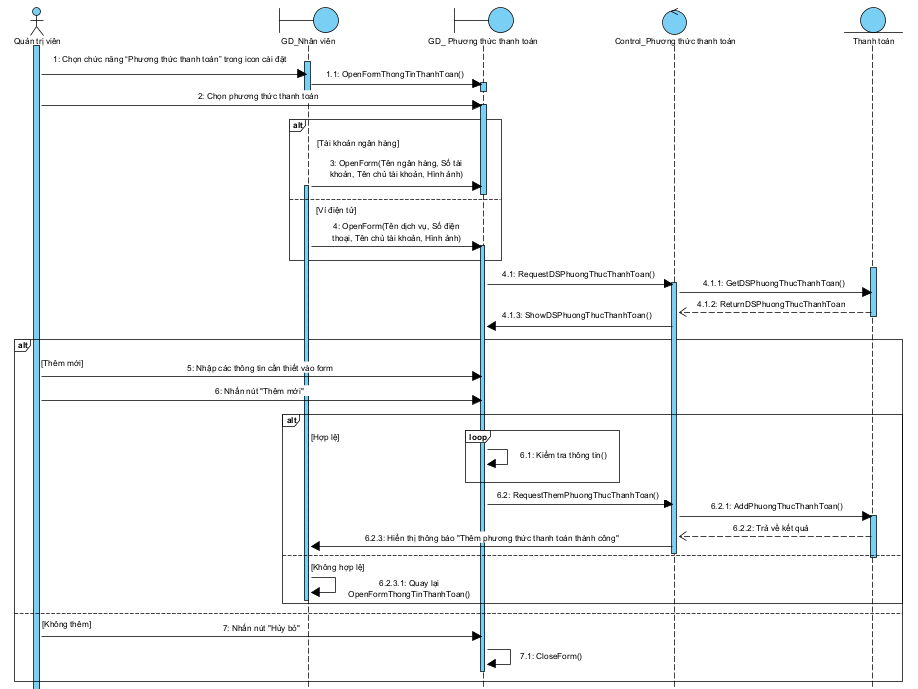 Quản trị viên
GD_Nhân viên
GD_ Phương thức thanh toán
Control_Phương thức thanh toán
Thanh toán
1: Chọn chức năng "Phương thức thanh toán" trong icon cài đặt
1.1: OpenFormThongTinThanhToan()
2: Chọn phương thức thanh toán
alt
[Tài khoản ngân hàng]
3: OpenForm(Tên ngân hàng, Số tài
khoản, Tên chủ tài khoản, Hình ảnh)
[Ví điện tử]
4: OpenForm(Tên dịch vụ, Số điện
thoại, Tên chủ tài khoản, Hình ảnh)
4.1: RequestDSPhuongThucThanhToan()
4.1.1: GetDSPhuongThucThanhToan()
4.1.2: ReturnDSPhuongThucThanhToan
4.1.3: ShowDSPhuongThucThanhToan()
alt
[Thêm mới]
5: Nhập các thông tin cần thiết vào form
6: Nhấn nút "Thêm mới"
alt
[Hợp lệ]
loop
6.1: Kiểm tra thông tin()
6.2: RequestThemPhuongThucThanhToan()
6.2.1: AddPhuongThucThanhToan()
6.2.2: Trả về kết quả
6.2.3: Hiển thị thông báo "Thêm phương thức thanh toán thành công"
[Không hợp lệ]
6.2.3.1: Quay lại
OpenFormThongTinThanhToan()
[Không thêm]
7: Nhấn nút "Hủy bỏ"
7.1: CloseForm()